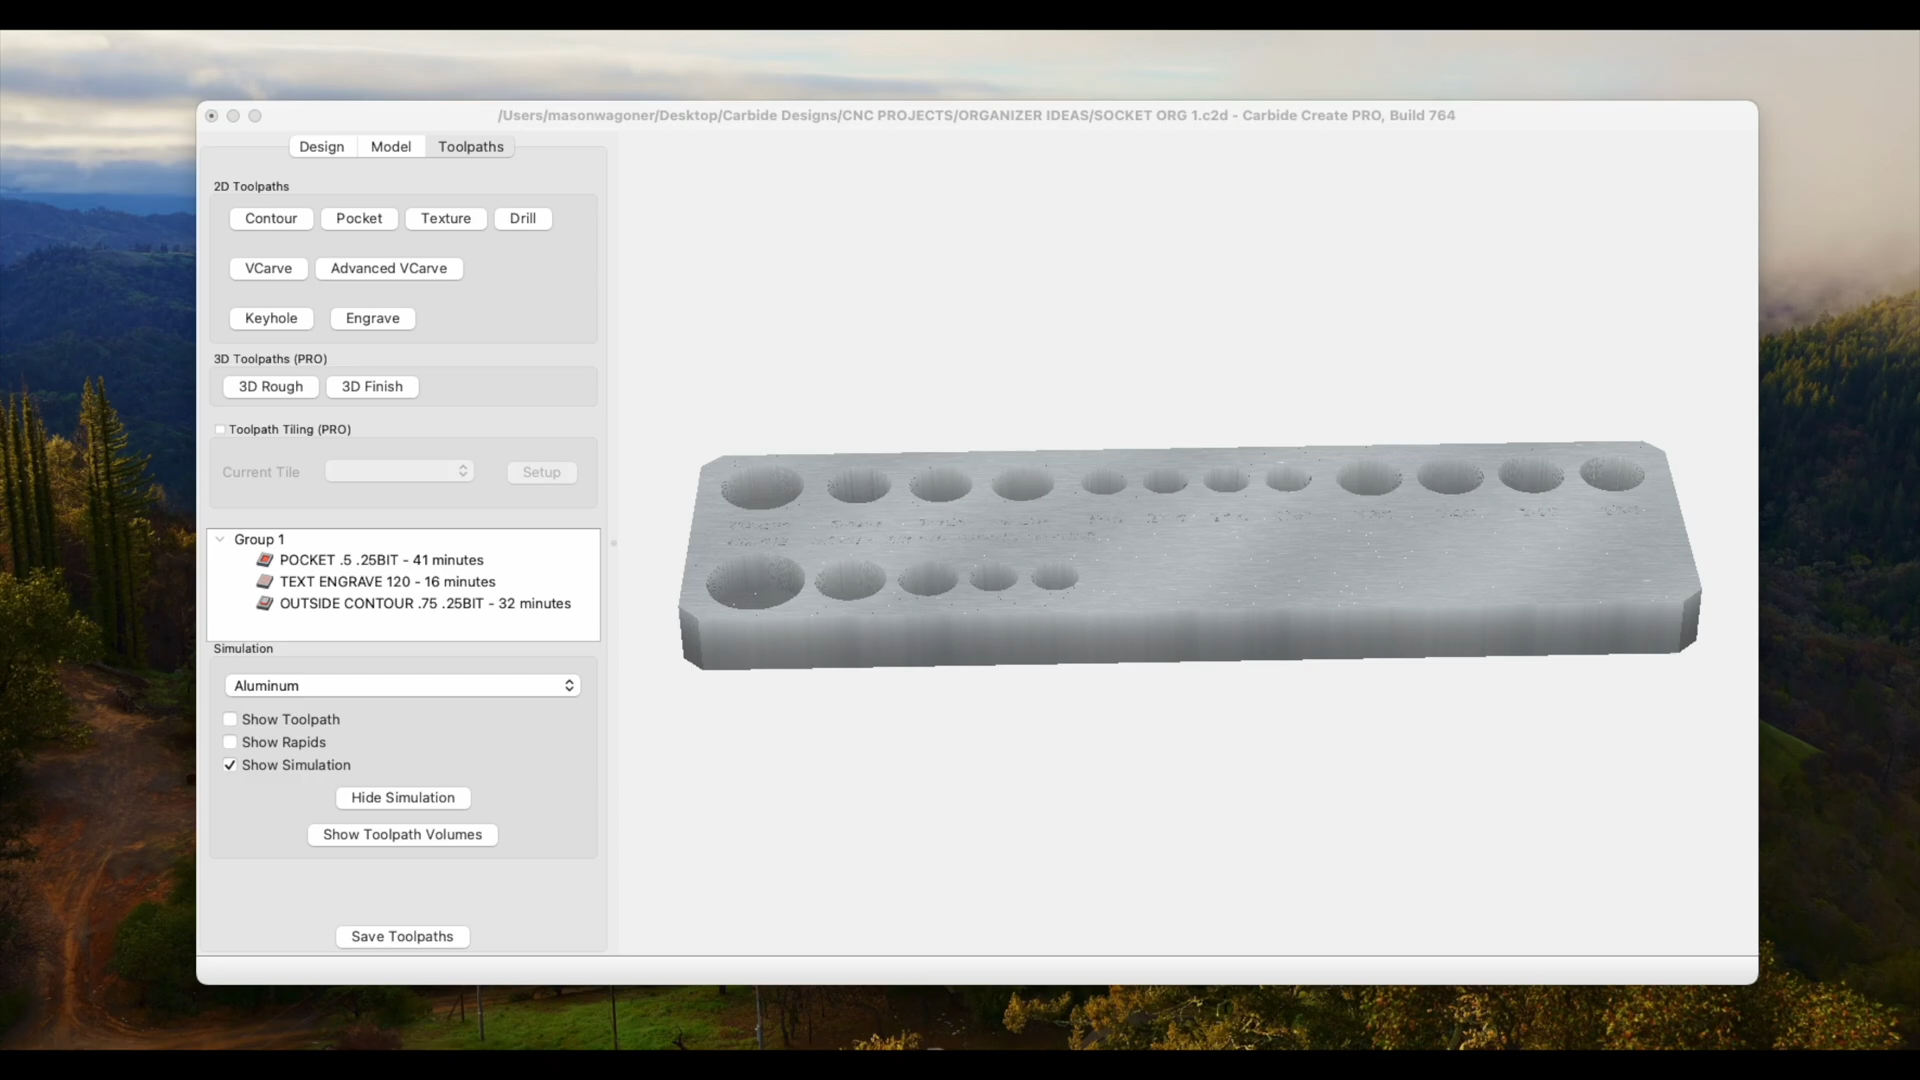 /Users/masonwagoner/Desktop/Carbide Designs/CNC PROJECTS/ORGANIZER IDEAS/SOCKET ORG 1.c2d - Carbide Create PRO, Build 764
Design Model Toolpaths
2D Toolpaths
Contour Pocket Texture Drill
VCarve Advanced VCarve
Keyhole Engrave
3D Toolpaths (PRO)
3D Rough 3D Finish
Toolpath Tiling (PRO)
Current Tile Setup
Group 1
POCKET .5 .25BIT - 41 minutes
TEXT ENGRAVE 120 - 16 minutes
OUTSIDE CONTOUR .75 .25BIT - 32 minutes
Simulation
Aluminum
Show Toolpath
Show Rapids
Show Simulation
Hide Simulation
Show Toolpath Volumes
Save Toolpaths